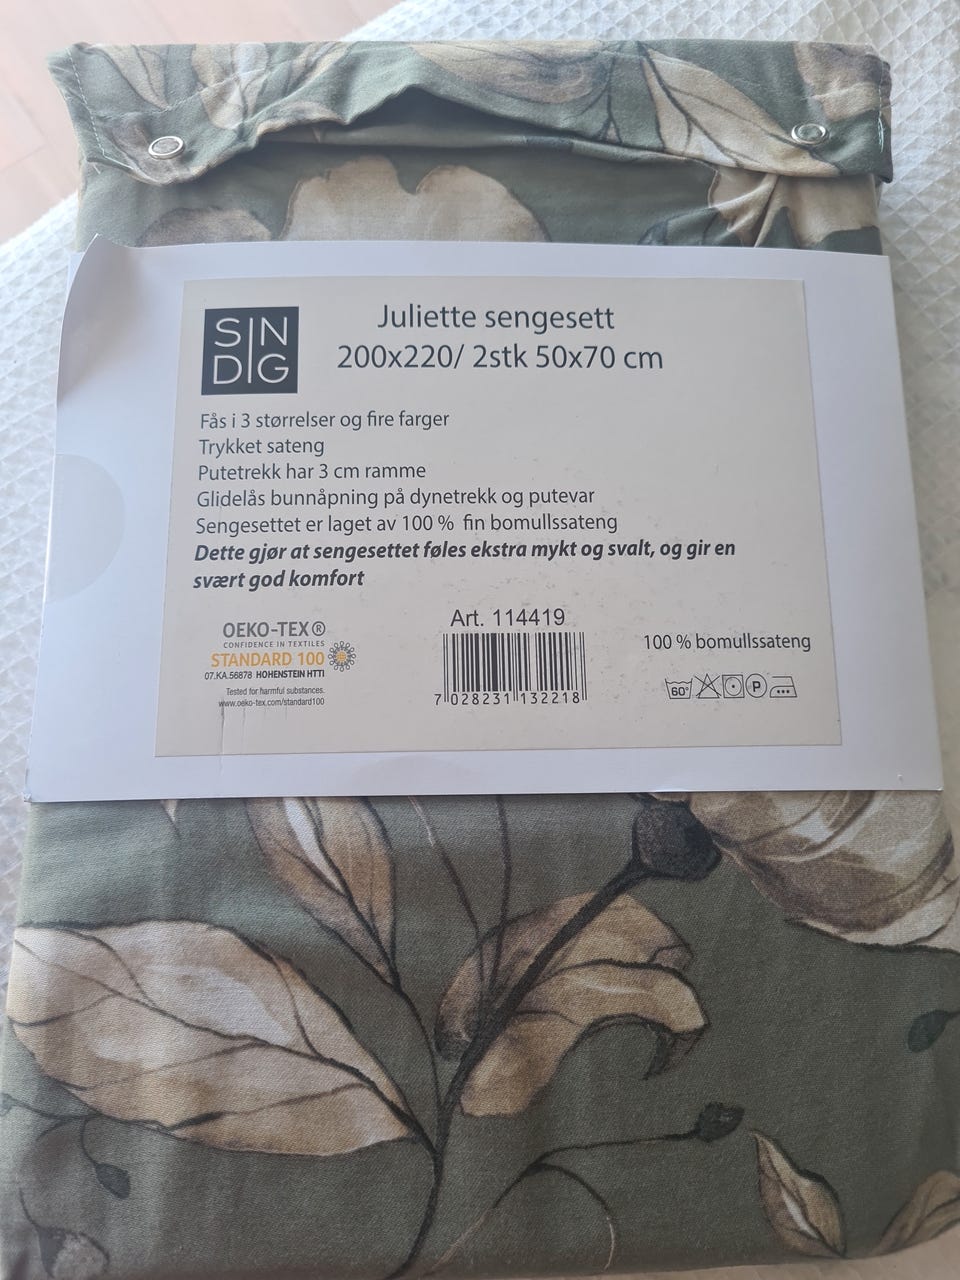 SIN
DIG
Juliette sengesett
200x220/ 2stk 50x70 cm
Fås i 3 størrelser og fire farger
Trykket sateng
Putetrekk har 3 cm ramme
Glidelås bunnåpning på dynetrekk og putevar
Sengesettet er laget av 100 % fin bomullssateng
Dette gjør at sengesettet føles ekstra mykt og svalt, og gir en
svært god komfort
OEKO-TEX®
CONFIDENCE IN TEXTILES
STANDARD 100
07.KA.56878 HOHENSTEIN HTTI
Tested for harmful substances.
www.oeko-tex.com/standard100
Art. 114419
7 028231 132218
100 % bomullssateng
60° P